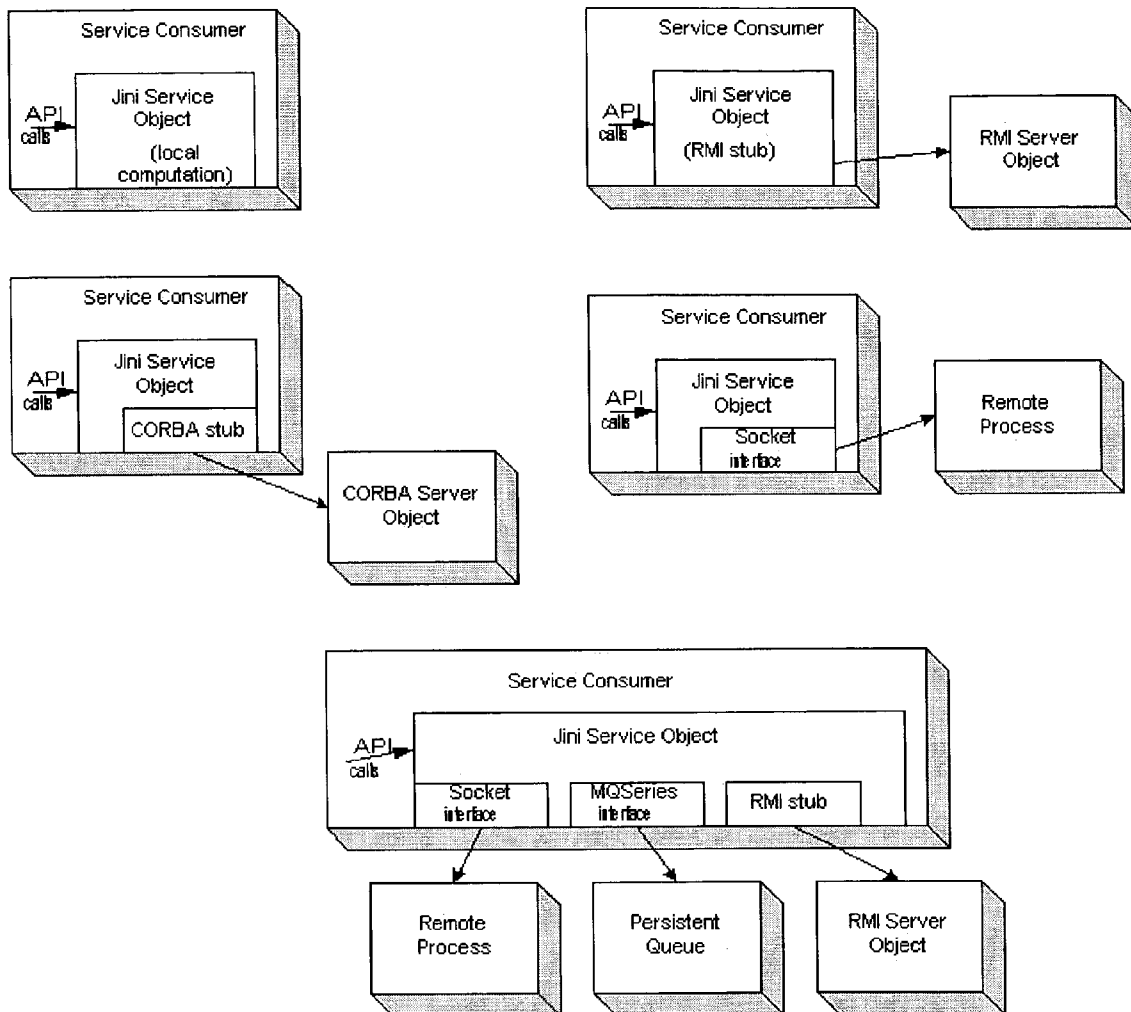 Service Consumer
API
calls
Jini Service
Object
(local
computation)
Service Consumer
API
calls
Jini Service
Object
(RMI stub)
RMI Server
Object
Service Consumer
API
calls
Jini Service
Object
CORBA stub
CORBA Server
Object
Service Consumer
API
calls
Jini Service
Object
Socket
interface
Remote
Process
Service Consumer
API
calls
Jini Service Object
Socket
interface
MQSeries
interface
RMI stub
Remote
Process
Persistent
Queue
RMI Server
Object